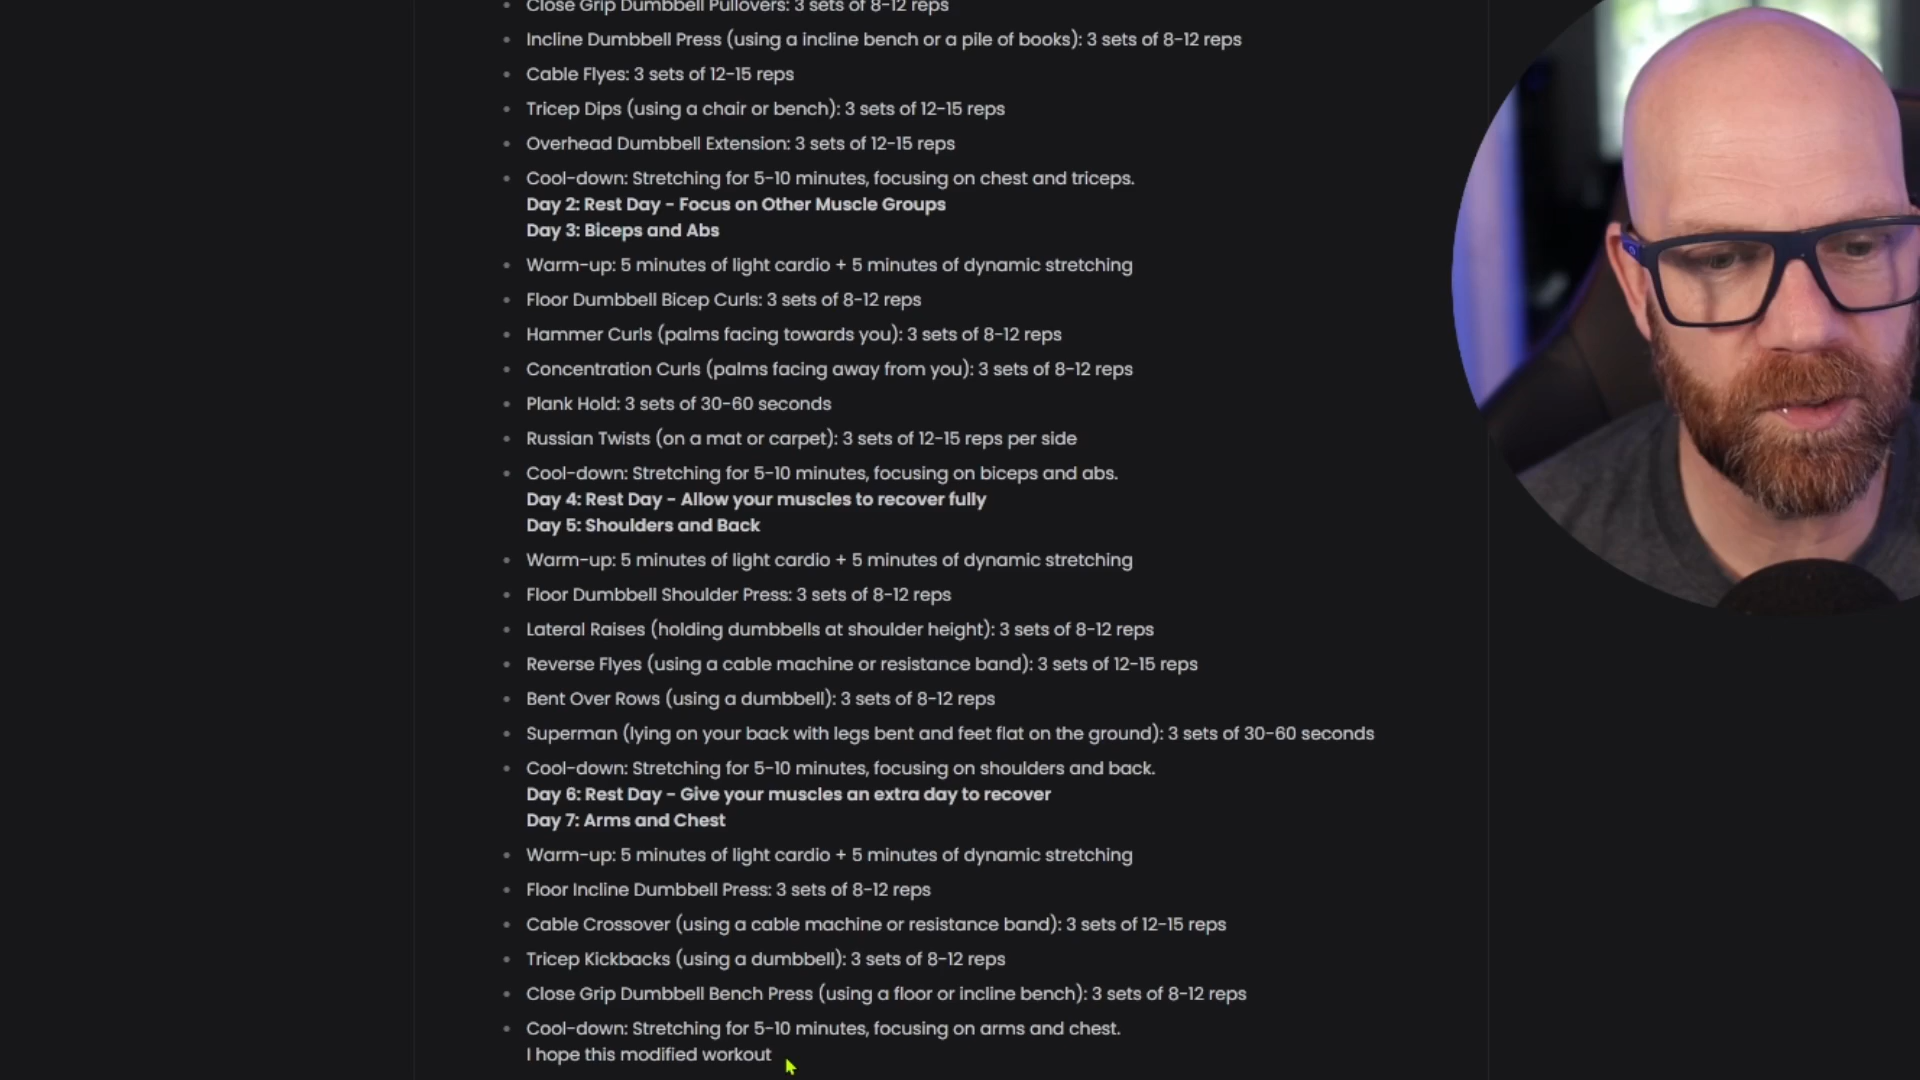 Close Grip Dumbbell Pullovers: 3 sets of 8-12 reps
Incline Dumbbell Press (using a incline bench or a pile of books): 3 sets of 8-12 reps
Cable Flyes: 3 sets of 12-15 reps
Tricep Dips (using a chair or bench): 3 sets of 12-15 reps
Overhead Dumbbell Extension: 3 sets of 12-15 reps
Cool-down: Stretching for 5-10 minutes, focusing on chest and triceps.
Day 2: Rest Day - Focus on Other Muscle Groups
Day 3: Biceps and Abs
Warm-up: 5 minutes of light cardio + 5 minutes of dynamic stretching
Floor Dumbbell Bicep Curls: 3 sets of 8-12 reps
Hammer Curls (palms facing towards you): 3 sets of 8-12 reps
Concentration Curls (palms facing away from you): 3 sets of 8-12 reps
Plank Hold: 3 sets of 30-60 seconds
Russian Twists (on a mat or carpet): 3 sets of 12-15 reps per side
Cool-down: Stretching for 5-10 minutes, focusing on biceps and abs.
Day 4: Rest Day - Allow your muscles to recover fully
Day 5: Shoulders and Back
Warm-up: 5 minutes of light cardio + 5 minutes of dynamic stretching
Floor Dumbbell Shoulder Press: 3 sets of 8-12 reps
Lateral Raises (holding dumbbells at shoulder height): 3 sets of 8-12 reps
Reverse Flyes (using a cable machine or resistance band): 3 sets of 12-15 reps
Bent Over Rows (using a dumbbell): 3 sets of 8-12 reps
Superman (lying on your back with legs bent and feet flat on the ground): 3 sets of 30-60 seconds
Cool-down: Stretching for 5-10 minutes, focusing on shoulders and back.
Day 6: Rest Day - Give your muscles an extra day to recover
Day 7: Arms and Chest
Warm-up: 5 minutes of light cardio + 5 minutes of dynamic stretching
Floor Incline Dumbbell Press: 3 sets of 8-12 reps
Cable Crossover (using a cable machine or resistance band): 3 sets of 12-15 reps
Tricep Kickbacks (using a dumbbell): 3 sets of 8-12 reps
Close Grip Dumbbell Bench Press (using a floor or incline bench): 3 sets of 8-12 reps
Cool-down: Stretching for 5-10 minutes, focusing on arms and chest.
I hope this modified workout